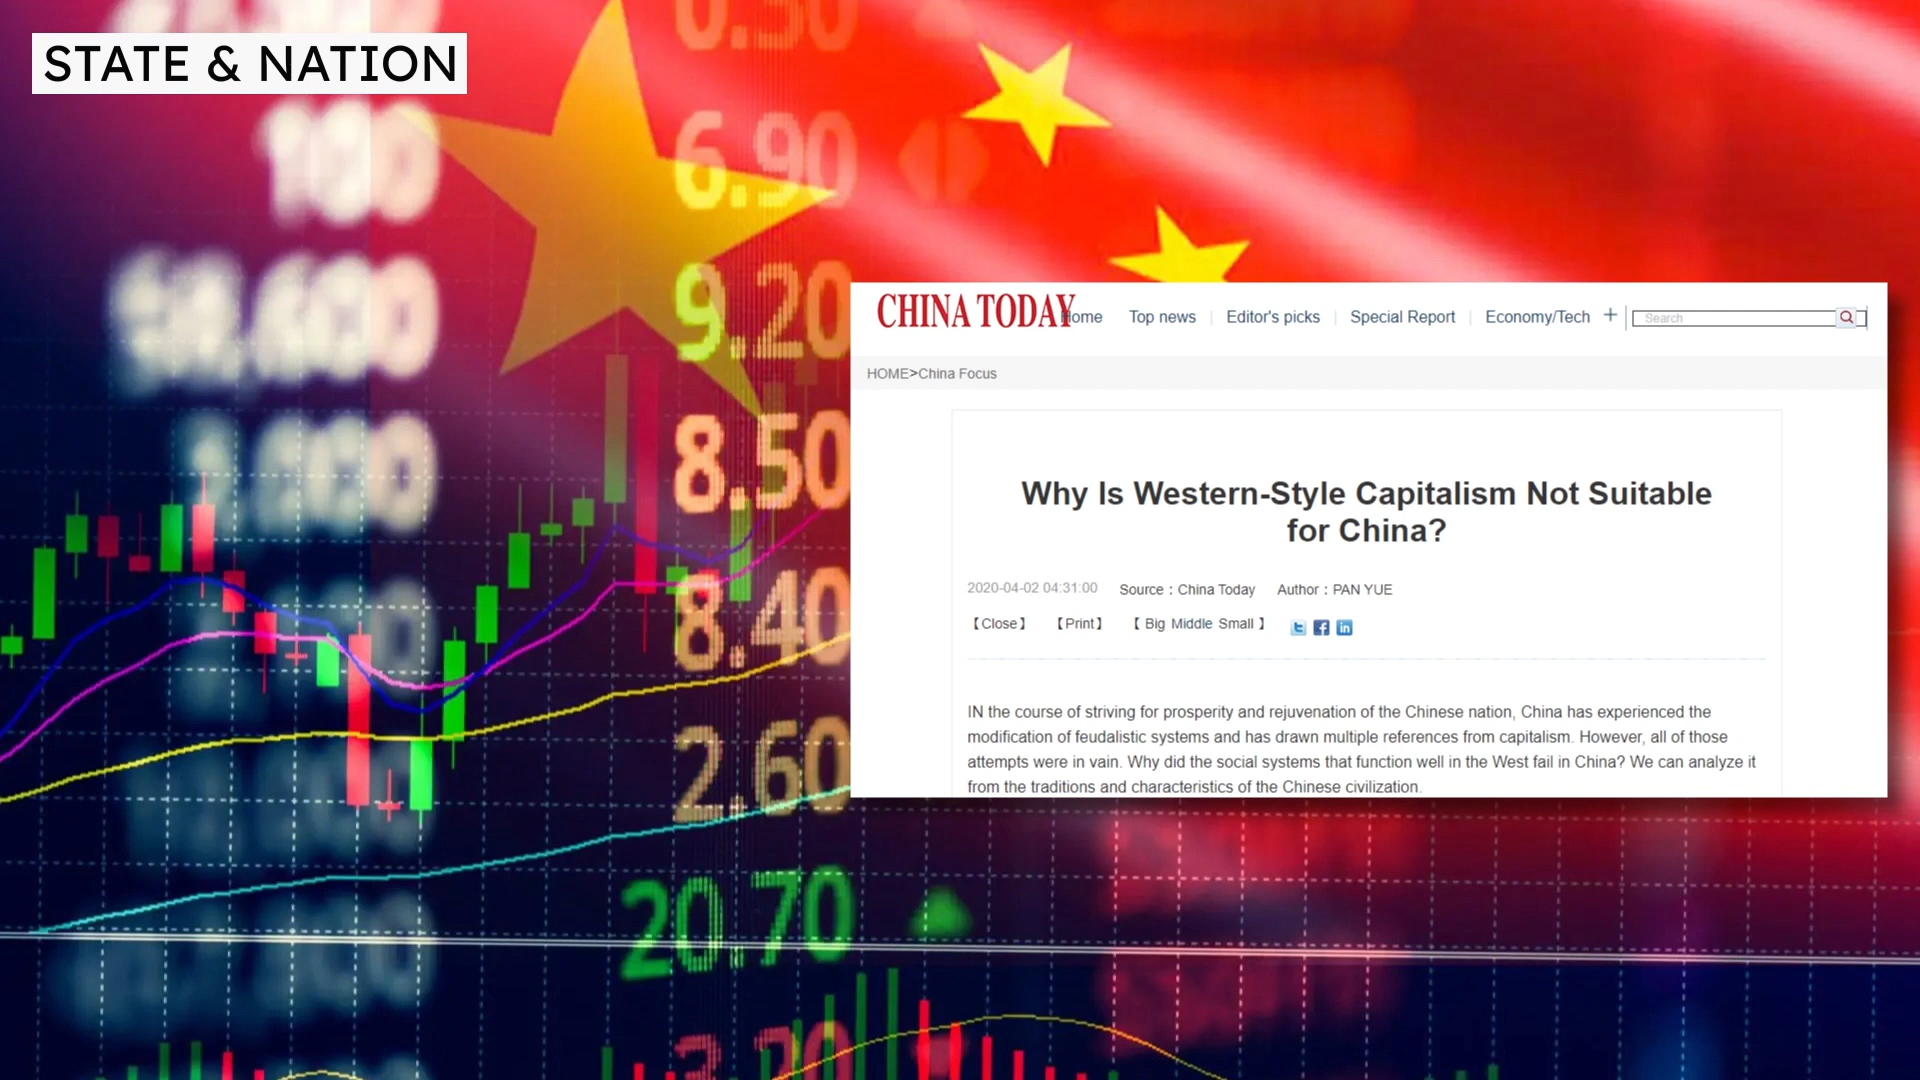 STATE & NATION
0.30
6.90
9.20
8.50
8.40
2.60
20.70
3.20
CHINA TODAY
Home
Top news
Editor's picks
Special Report
Economy/Tech +
Search
HOME>China Focus
Why Is Western-Style Capitalism Not Suitable
for China?
2020-04-02 04:31:00 Source : China Today Author : PAN YUE
【Close】 【Print】 【 Big Middle Small 】
IN the course of striving for prosperity and rejuvenation of the Chinese nation, China has experienced the
modification of feudalistic systems and has drawn multiple references from capitalism. However, all of those
attempts were in vain. Why did the social systems that function well in the West fail in China? We can analyze it
from the traditions and characteristics of the Chinese civilization.